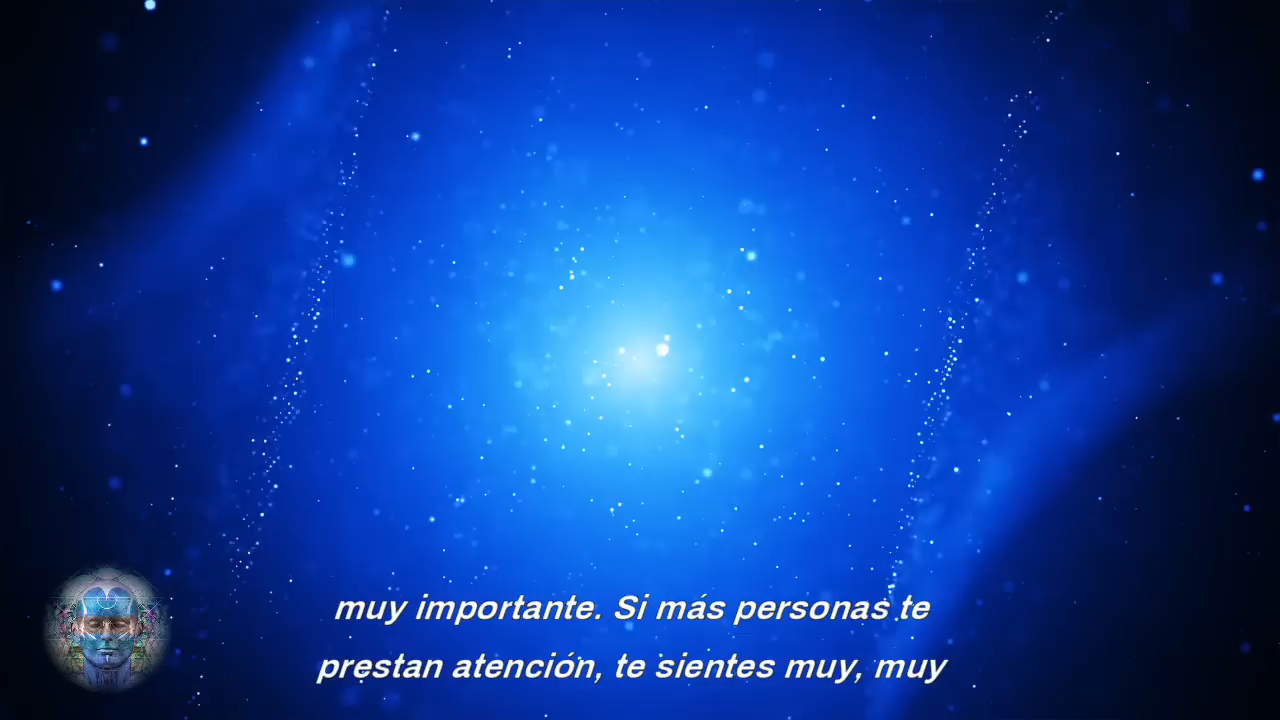 muy importante. Si más personas te
prestan atención, te sientes muy, muy